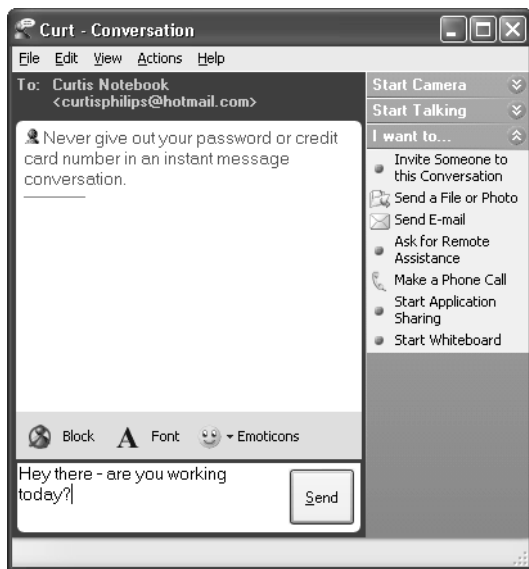 Curt - Conversation
File Edit View Actions Help
To: Curtis Notebook
<curtisphilips@hotmail.com>
Never give out your password or credit
card number in an instant message
conversation.
Block A Font Emoticons
Hey there - are you working
today?
Send
Start Camera
Start Talking
I want to...
Invite Someone to
this Conversation
Send a File or Photo
Send E-mail
Ask for Remote
Assistance
Make a Phone Call
Start Application
Sharing
Start Whiteboard